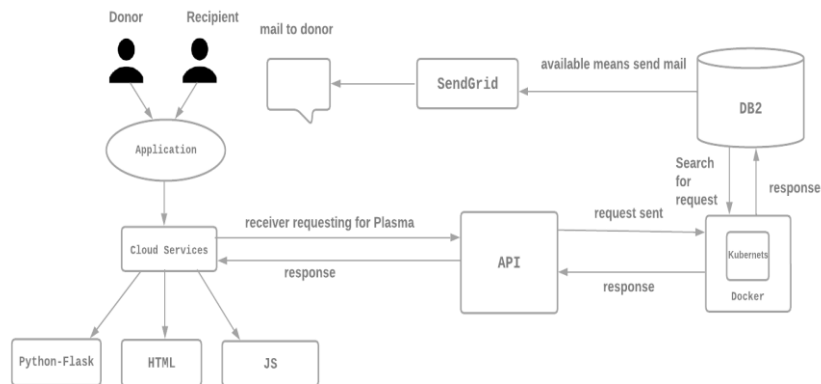 Donor
Recipient
mail to donor
available means send mail
SendGrid
DB2
Application
Search
for
request
response
Cloud Services
receiver requesting for Plasma
response
API
request sent
response
Kubernets
Docker
Python-Flask
HTML
JS